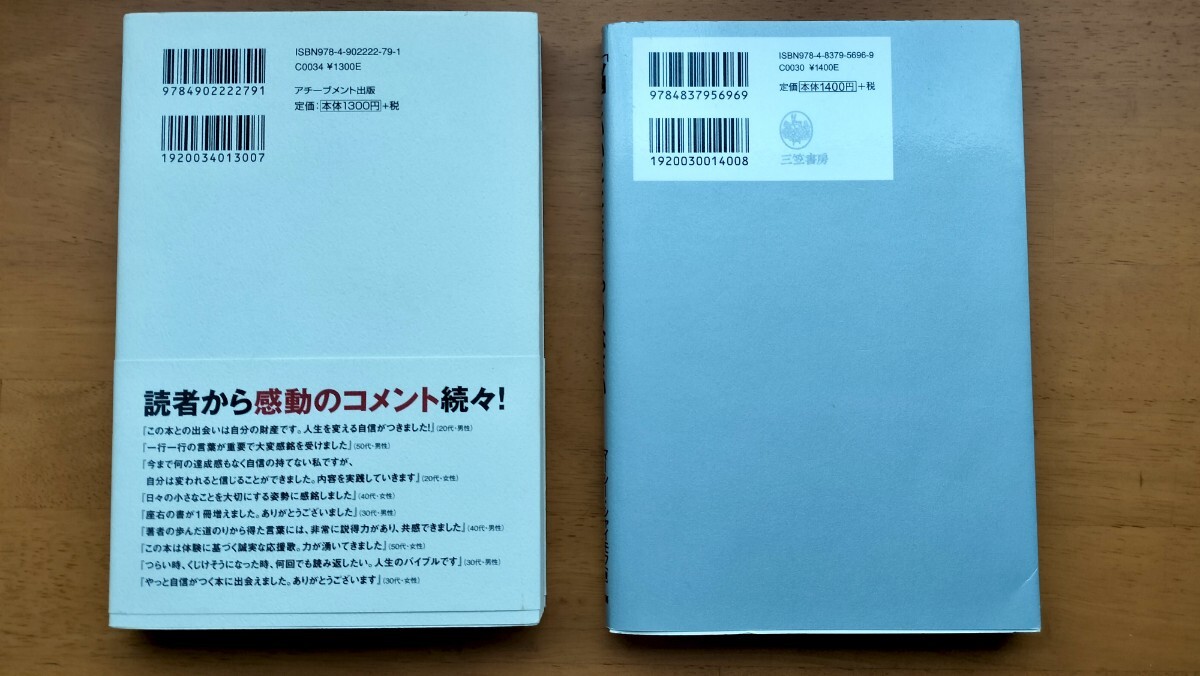 ISBN978-4-902222-79-1
C0034 ¥1300E
9784902222791
アチーブメント出版
定価：本体1300円+税
1920034013007
読者から感動のコメント続々！
『この本との出会いは自分の財産です。人生を変える自信がつきました!』(20代・男性)
『一行一行の言葉が重要で大変感銘を受けました』(50代・男性)
『今まで何の達成感もなく自信の持てない私ですが、
自分は変われると信じることができました。内容を実践していきます』(20代・女性)
『日々の小さなことを大切にする姿勢に感銘しました』(40代・女性)
『座右の書が1冊増えました。ありがとうございました』(30代・男性)
『著者の歩んだ道のりから得た言葉には、非常に説得力があり、共感できました』(40代・男性)
『この本は体験に基づく誠実な応援歌。力が湧いてきました』(50代・女性)
『つらい時、くじけそうになった時、何回でも読み返したい。人生のバイブルです』(30代・男性)
『やっと自信がつく本に出会えました。ありがとうございます』(30代・女性)
ISBN978-4-8379-5696-9
C0030 ¥1400E
9784837956969
定価 本体1400円+税
1920030014008
三笠書房